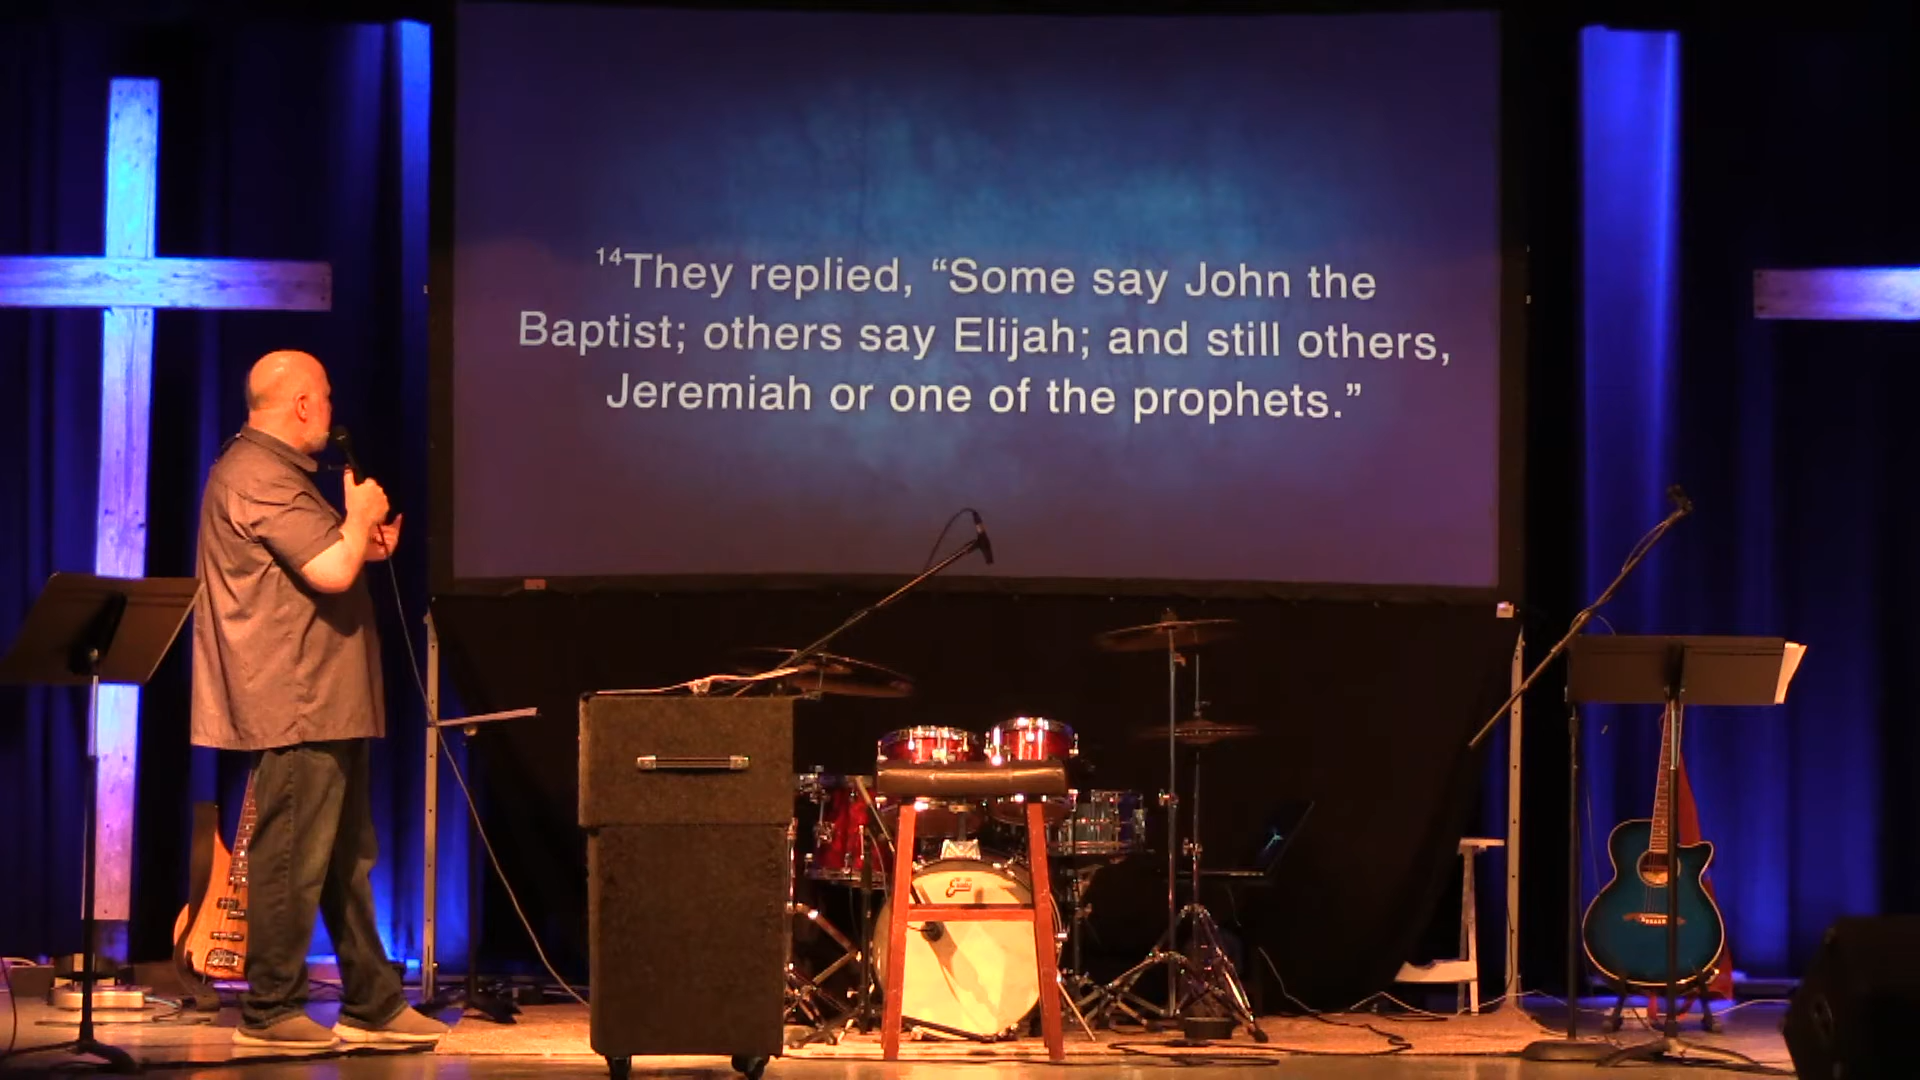 ¹⁴They replied, “Some say John the
Baptist; others say Elijah; and still others,
Jeremiah or one of the prophets.”